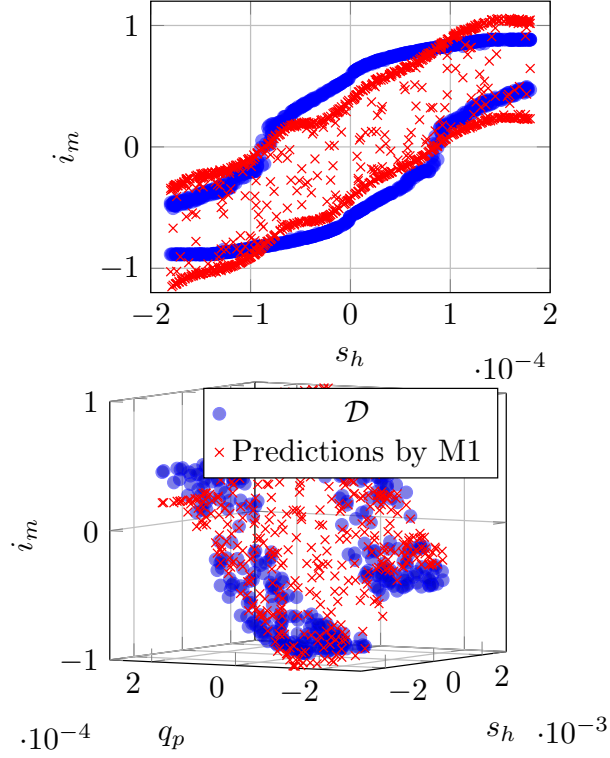 1
0
−1
i_m
−2 −1 0 1 2
s_h
·10^−4
1
0
−1
i_m
𝒟
Predictions by M1
2 0 −2
−2 0 2
·10^−4 q_p s_h ·10^−3